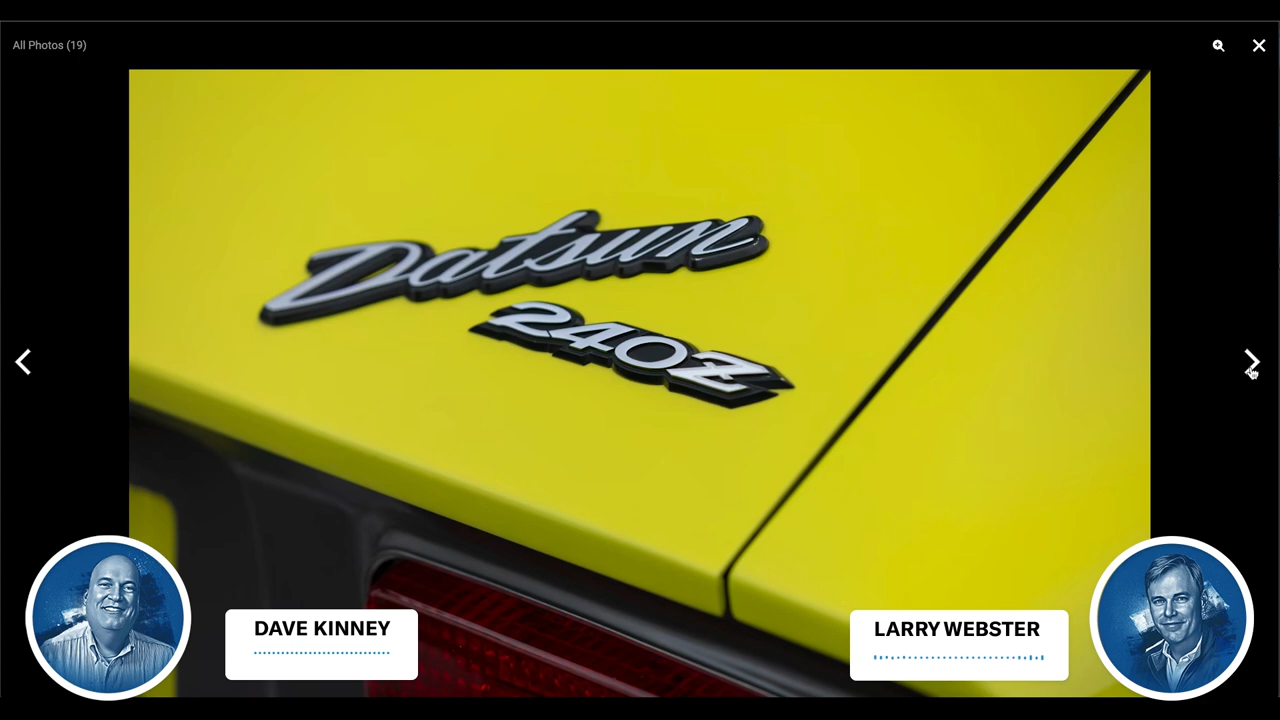 All Photos (19)
Datsun
240Z
DAVE KINNEY
LARRY WEBSTER